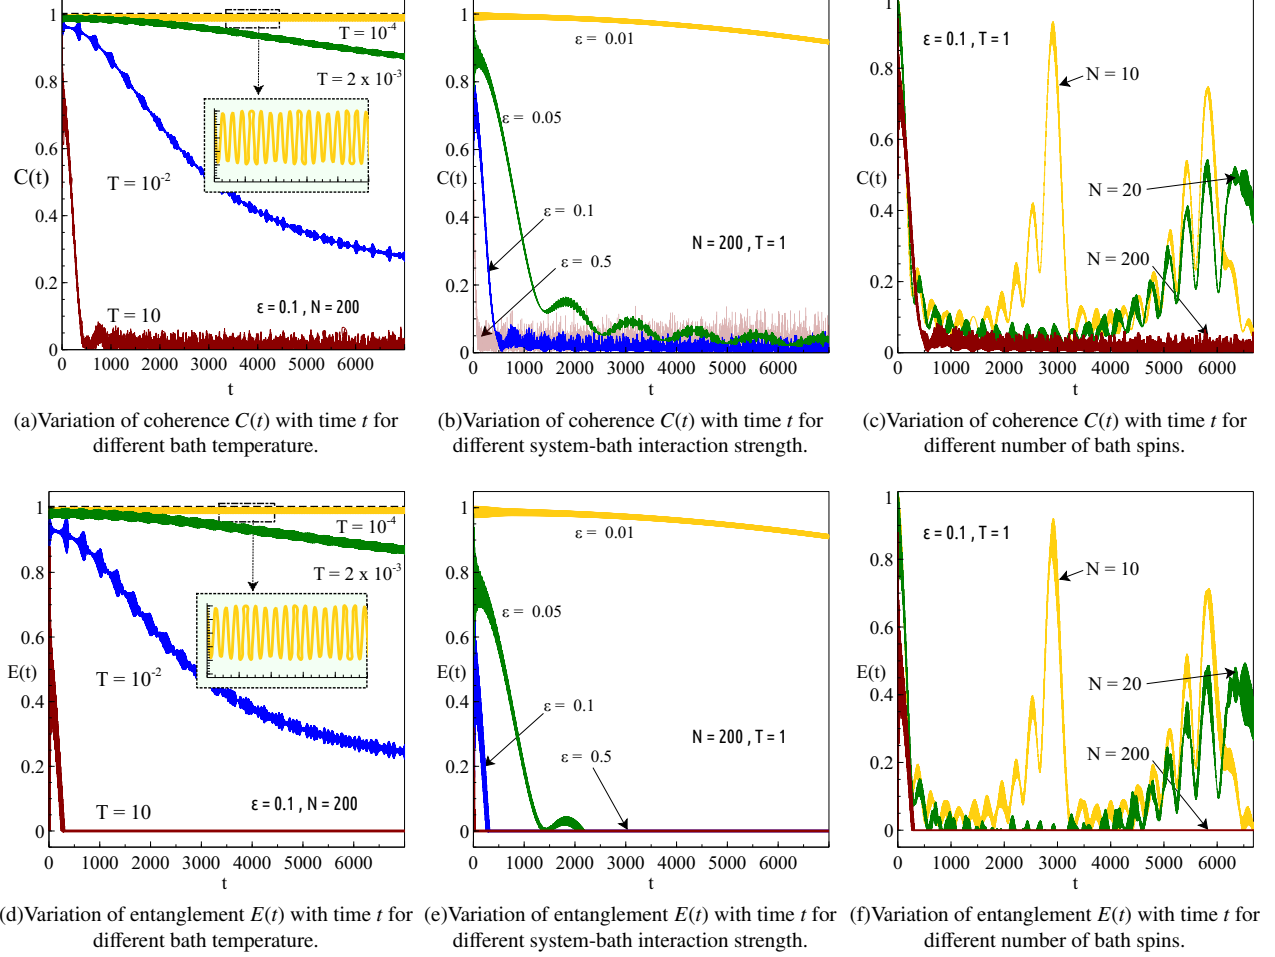 1
0.8
0.6
C(t)
0.4
0.2
0
0 1000 2000 3000 4000 5000 6000
t
T = 10⁻⁴
T = 2 x 10⁻³
T = 10⁻²
T = 10
ε = 0.1 , N = 200
(a)Variation of coherence C(t) with time t for
different bath temperature.
1
0.8
0.6
C(t)
0.4
0.2
0
0 1000 2000 3000 4000 5000 6000
t
ε = 0.01
ε = 0.05
ε = 0.1
ε = 0.5
N = 200 , T = 1
(b)Variation of coherence C(t) with time t for
different system-bath interaction strength.
1
0.8
0.6
C(t)
0.4
0.2
0
0 1000 2000 3000 4000 5000 6000
t
ε = 0.1 , T = 1
N = 10
N = 20
N = 200
(c)Variation of coherence C(t) with time t for
different number of bath spins.
1
0.8
0.6
E(t)
0.4
0.2
0
0 1000 2000 3000 4000 5000 6000 7000
t
T = 10⁻⁴
T = 2 x 10⁻³
T = 10⁻²
T = 10
ε = 0.1 , N = 200
(d)Variation of entanglement E(t) with time t for
different bath temperature.
1
0.8
0.6
E(t)
0.4
0.2
0
0 1000 2000 3000 4000 5000 6000 7000
t
ε = 0.01
ε = 0.05
ε = 0.1
ε = 0.5
N = 200 , T = 1
(e)Variation of entanglement E(t) with time t for
different system-bath interaction strength.
1
0.8
0.6
E(t)
0.4
0.2
0
0 1000 2000 3000 4000 5000 6000
t
ε = 0.1 , T = 1
N = 10
N = 20
N = 200
(f)Variation of entanglement E(t) with time t for
different number of bath spins.